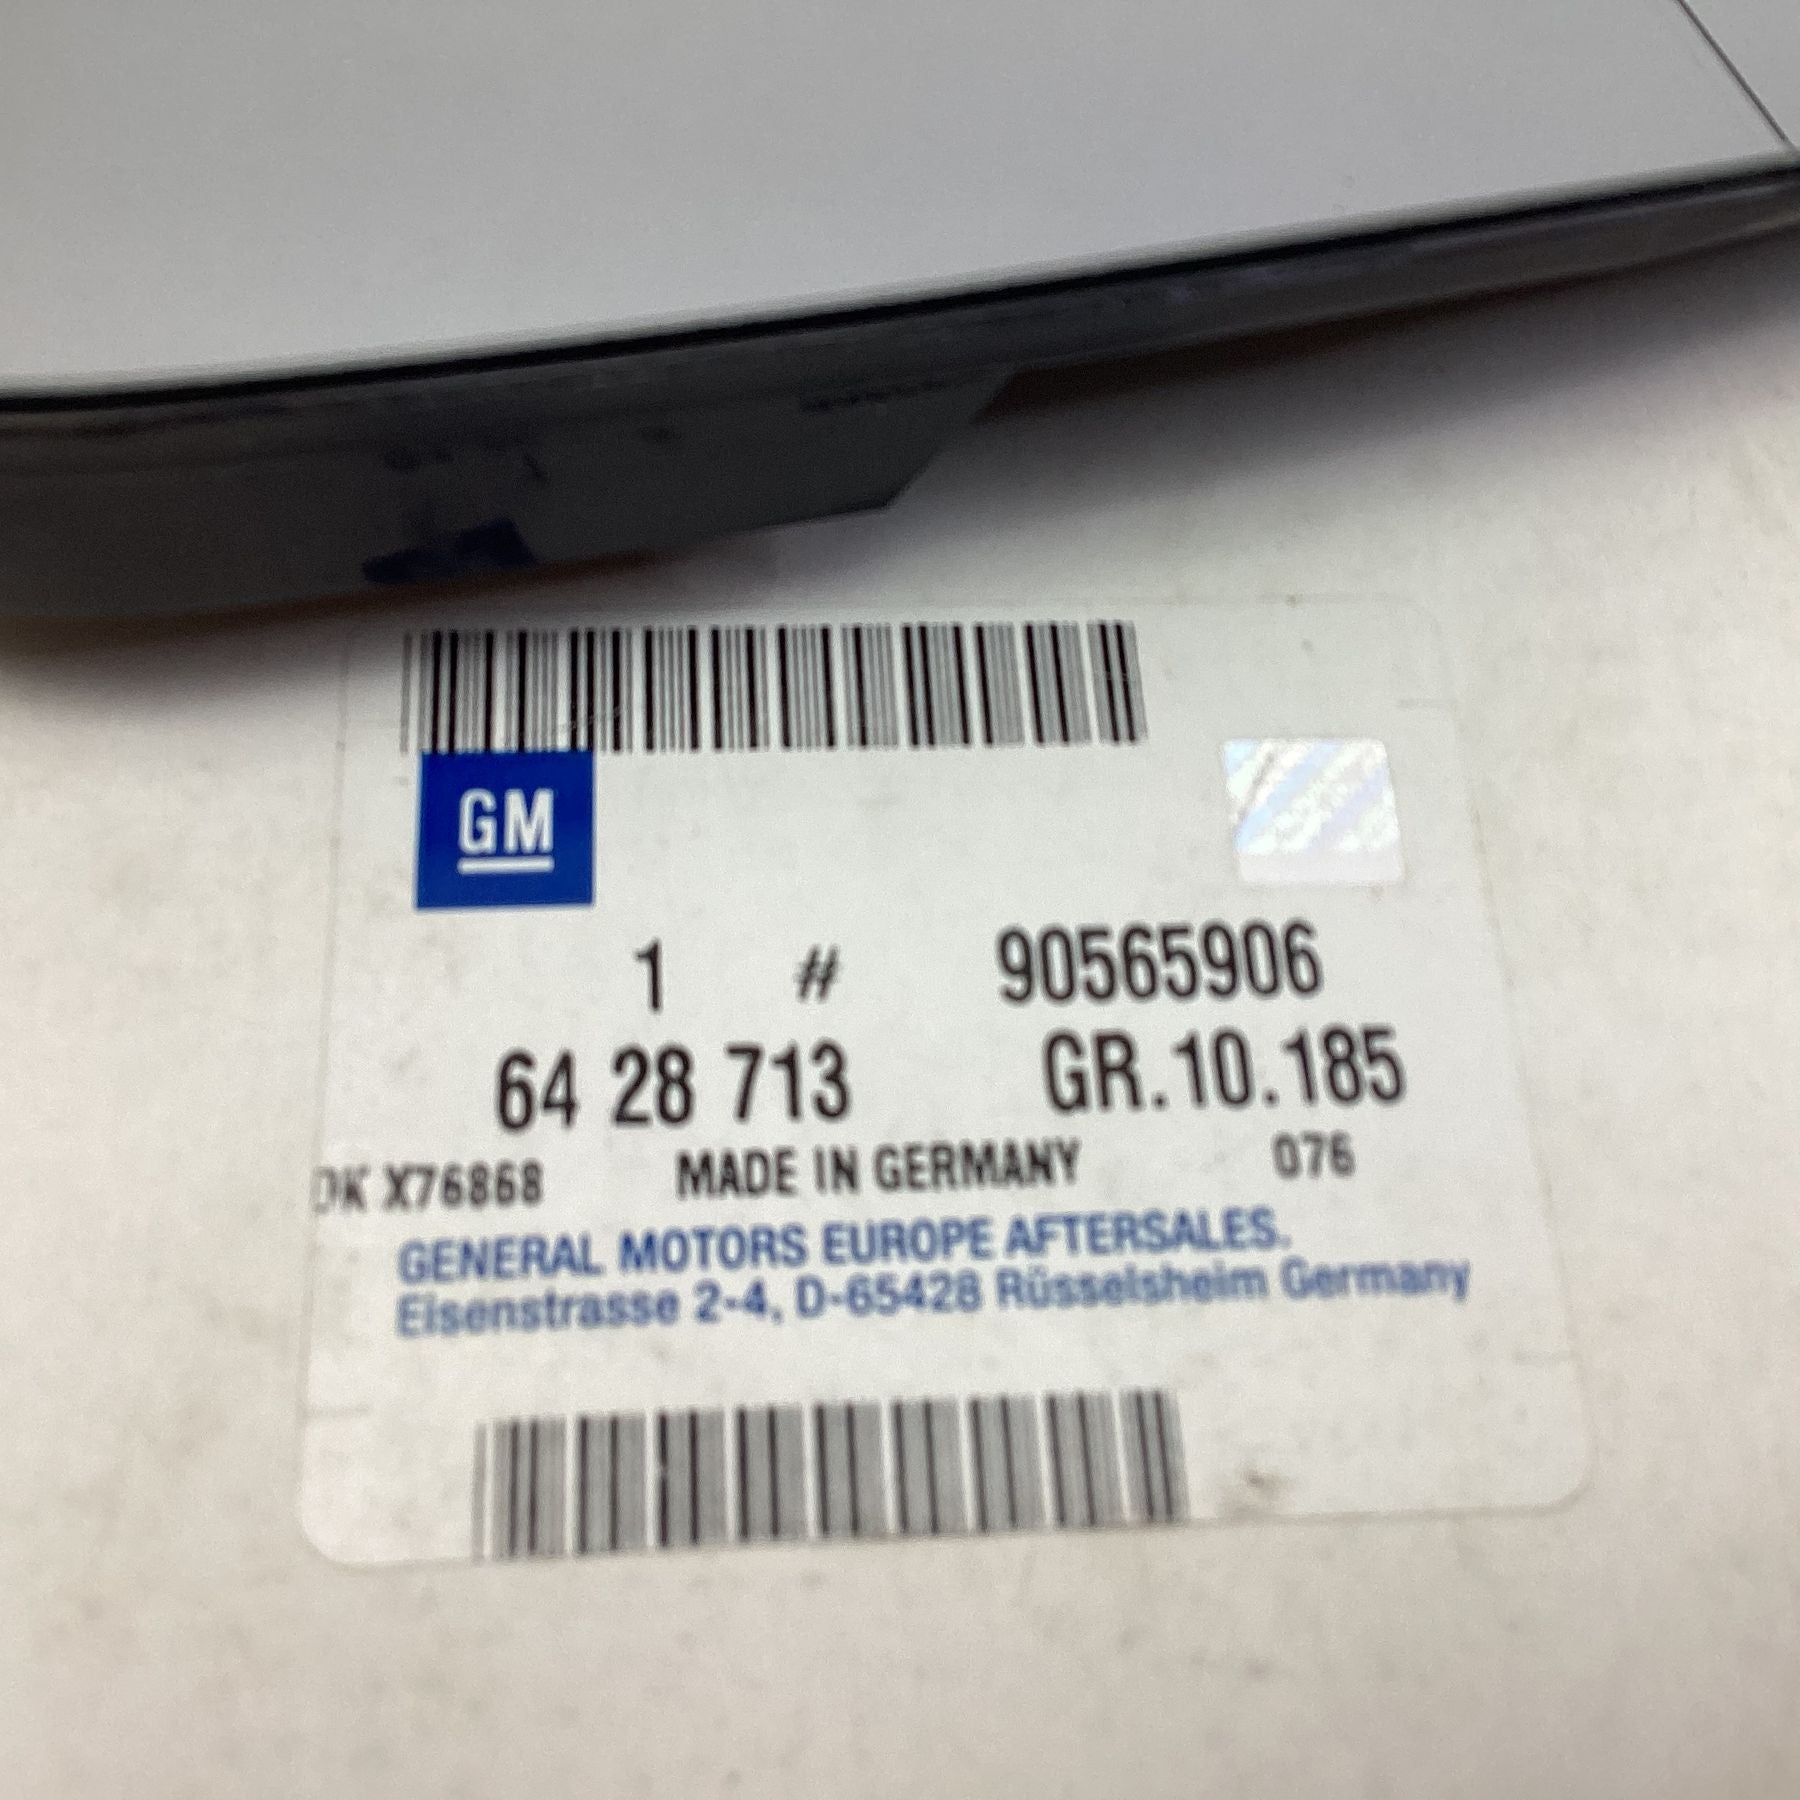 GM
1 # 90565906
64 28 713 GR.10.185
DK X76868 MADE IN GERMANY 076
GENERAL MOTORS EUROPE AFTERSALES.
Eisenstrasse 2-4, D-65428 Rüsselsheim Germany